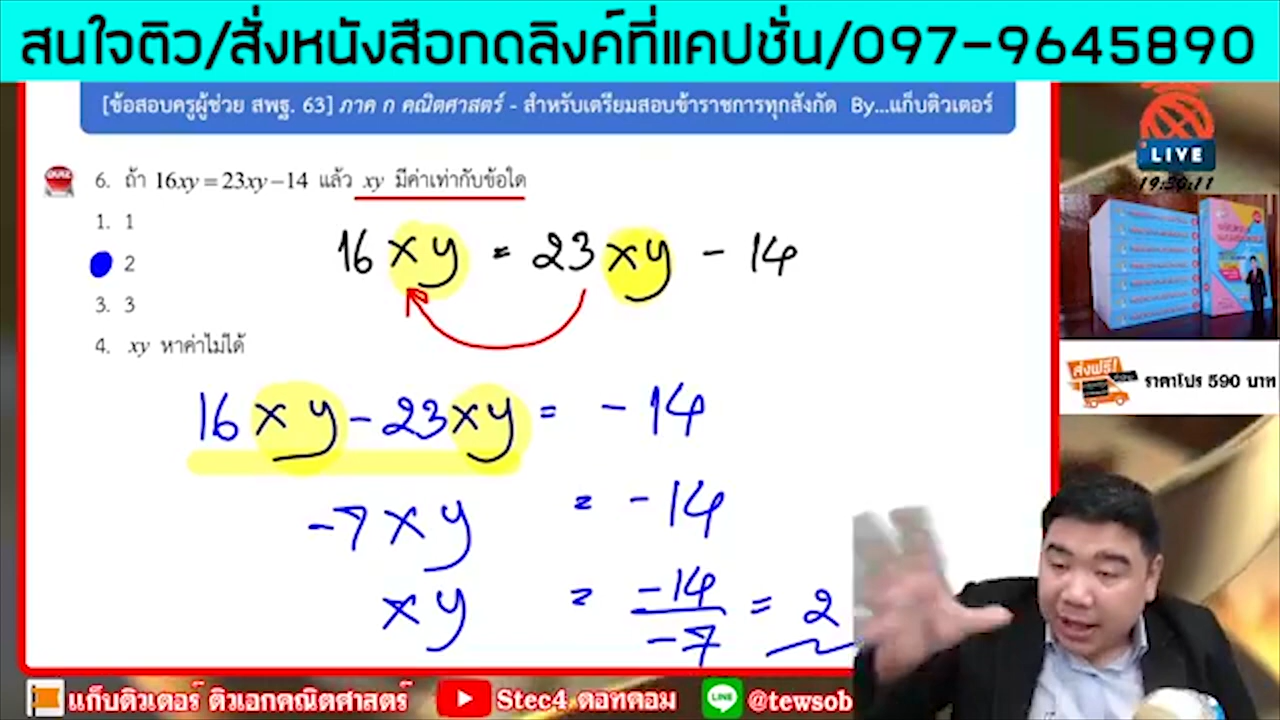 สนใจติว/สั่งหนังสือกดลิงค์ที่แคปชั่น/097-9645890
[ข้อสอบครูผู้ช่วย สพฐ. 63] ภาค ก คณิตศาสตร์ - สำหรับเตรียมสอบข้าราชการทุกสังกัด By...แก็บติวเตอร์
LIVE
19:30:11
6. ถ้า 16xy = 23xy – 14 แล้ว xy มีค่าเท่ากับข้อใด
1. 1
2
3. 3
4. xy หาค่าไม่ได้
16xy = 23xy - 14
16xy - 23xy = -14
-7xy = -14
xy = -14/-7 = 2
ส่งฟรี!
ราคาโปร 590 บาท
แก็บติวเตอร์ ติวเอกคณิตศาสตร์
Stec4 ดอทคอม
LINE
@tewsob